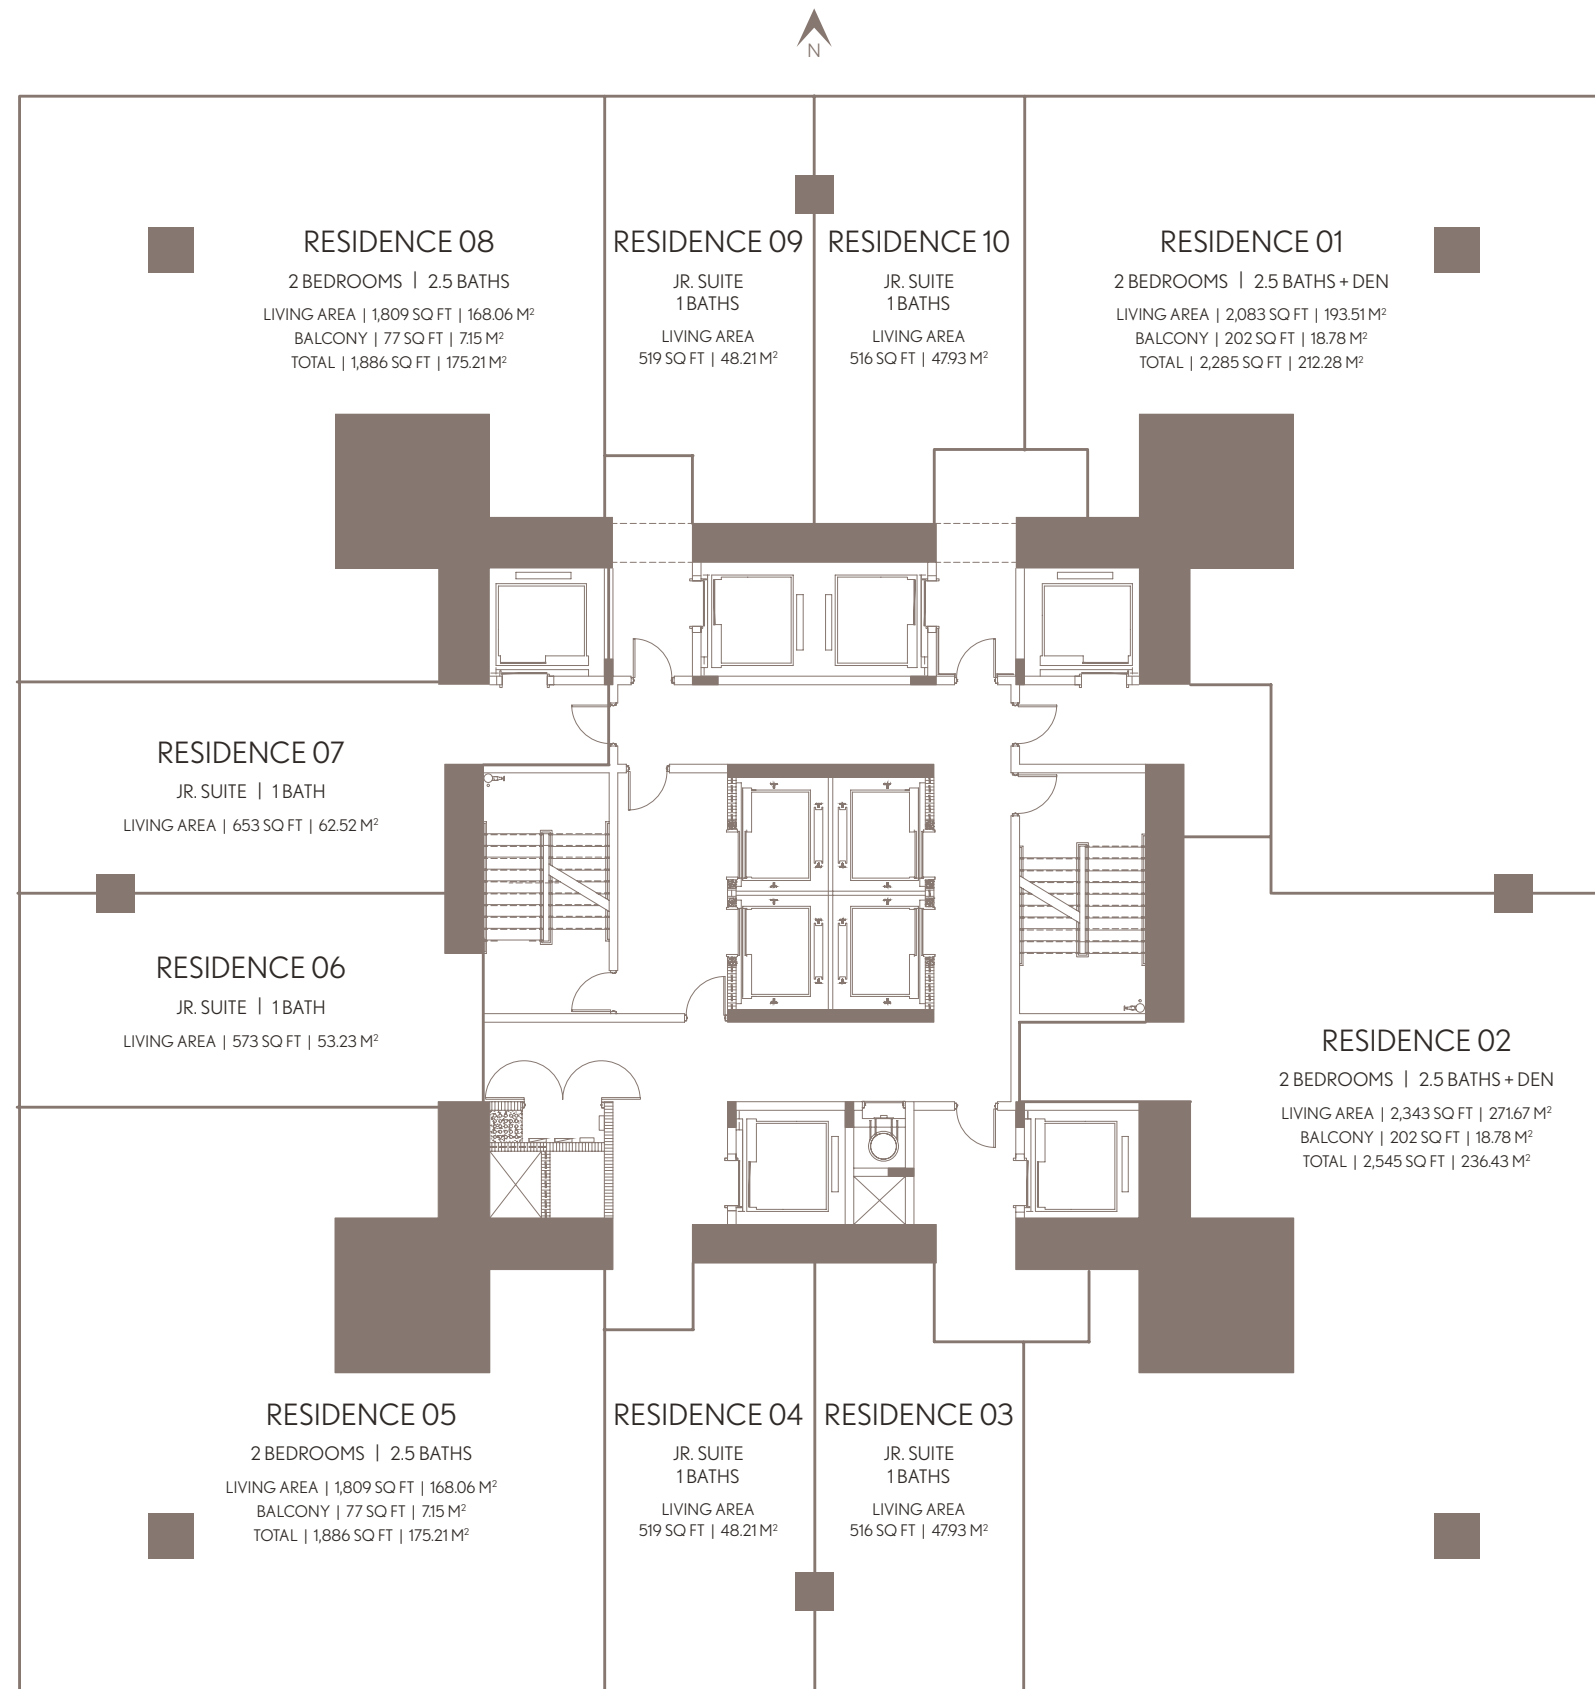 N
RESIDENCE 08
2 BEDROOMS | 2.5 BATHS
LIVING AREA | 1,809 SQ FT | 168.06 M²
BALCONY | 77 SQ FT | 7.15 M²
TOTAL | 1,886 SQ FT | 175.21 M²
RESIDENCE 09
JR. SUITE
1 BATHS
LIVING AREA
519 SQ FT | 48.21 M²
RESIDENCE 10
JR. SUITE
1 BATHS
LIVING AREA
516 SQ FT | 47.93 M²
RESIDENCE 01
2 BEDROOMS | 2.5 BATHS + DEN
LIVING AREA | 2,083 SQ FT | 193.51 M²
BALCONY | 202 SQ FT | 18.78 M²
TOTAL | 2,285 SQ FT | 212.28 M²
RESIDENCE 07
JR. SUITE | 1 BATH
LIVING AREA | 653 SQ FT | 62.52 M²
RESIDENCE 06
JR. SUITE | 1 BATH
LIVING AREA | 573 SQ FT | 53.23 M²
RESIDENCE 02
2 BEDROOMS | 2.5 BATHS + DEN
LIVING AREA | 2,343 SQ FT | 271.67 M²
BALCONY | 202 SQ FT | 18.78 M²
TOTAL | 2,545 SQ FT | 236.43 M²
RESIDENCE 05
2 BEDROOMS | 2.5 BATHS
LIVING AREA | 1,809 SQ FT | 168.06 M²
BALCONY | 77 SQ FT | 7.15 M²
TOTAL | 1,886 SQ FT | 175.21 M²
RESIDENCE 04
JR. SUITE
1 BATHS
LIVING AREA
519 SQ FT | 48.21 M²
RESIDENCE 03
JR. SUITE
1 BATHS
LIVING AREA
516 SQ FT | 47.93 M²